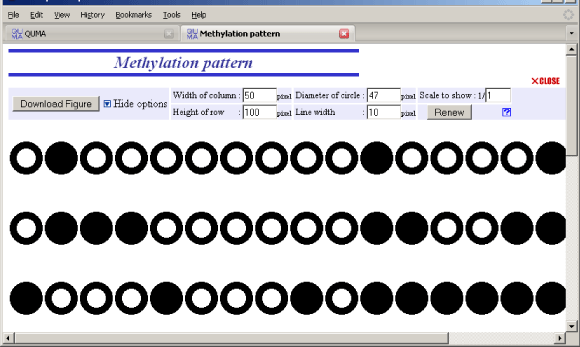 File Edit View History Bookmarks Tools Help
QUMA QUMA Methylation pattern
Methylation pattern
×CLOSE
Download Figure Hide options Width of column : 50 pixel Diameter of circle : 47 pixel Scale to show : 1/1
Height of row : 100 pixel Line width : 10 pixel Renew ?